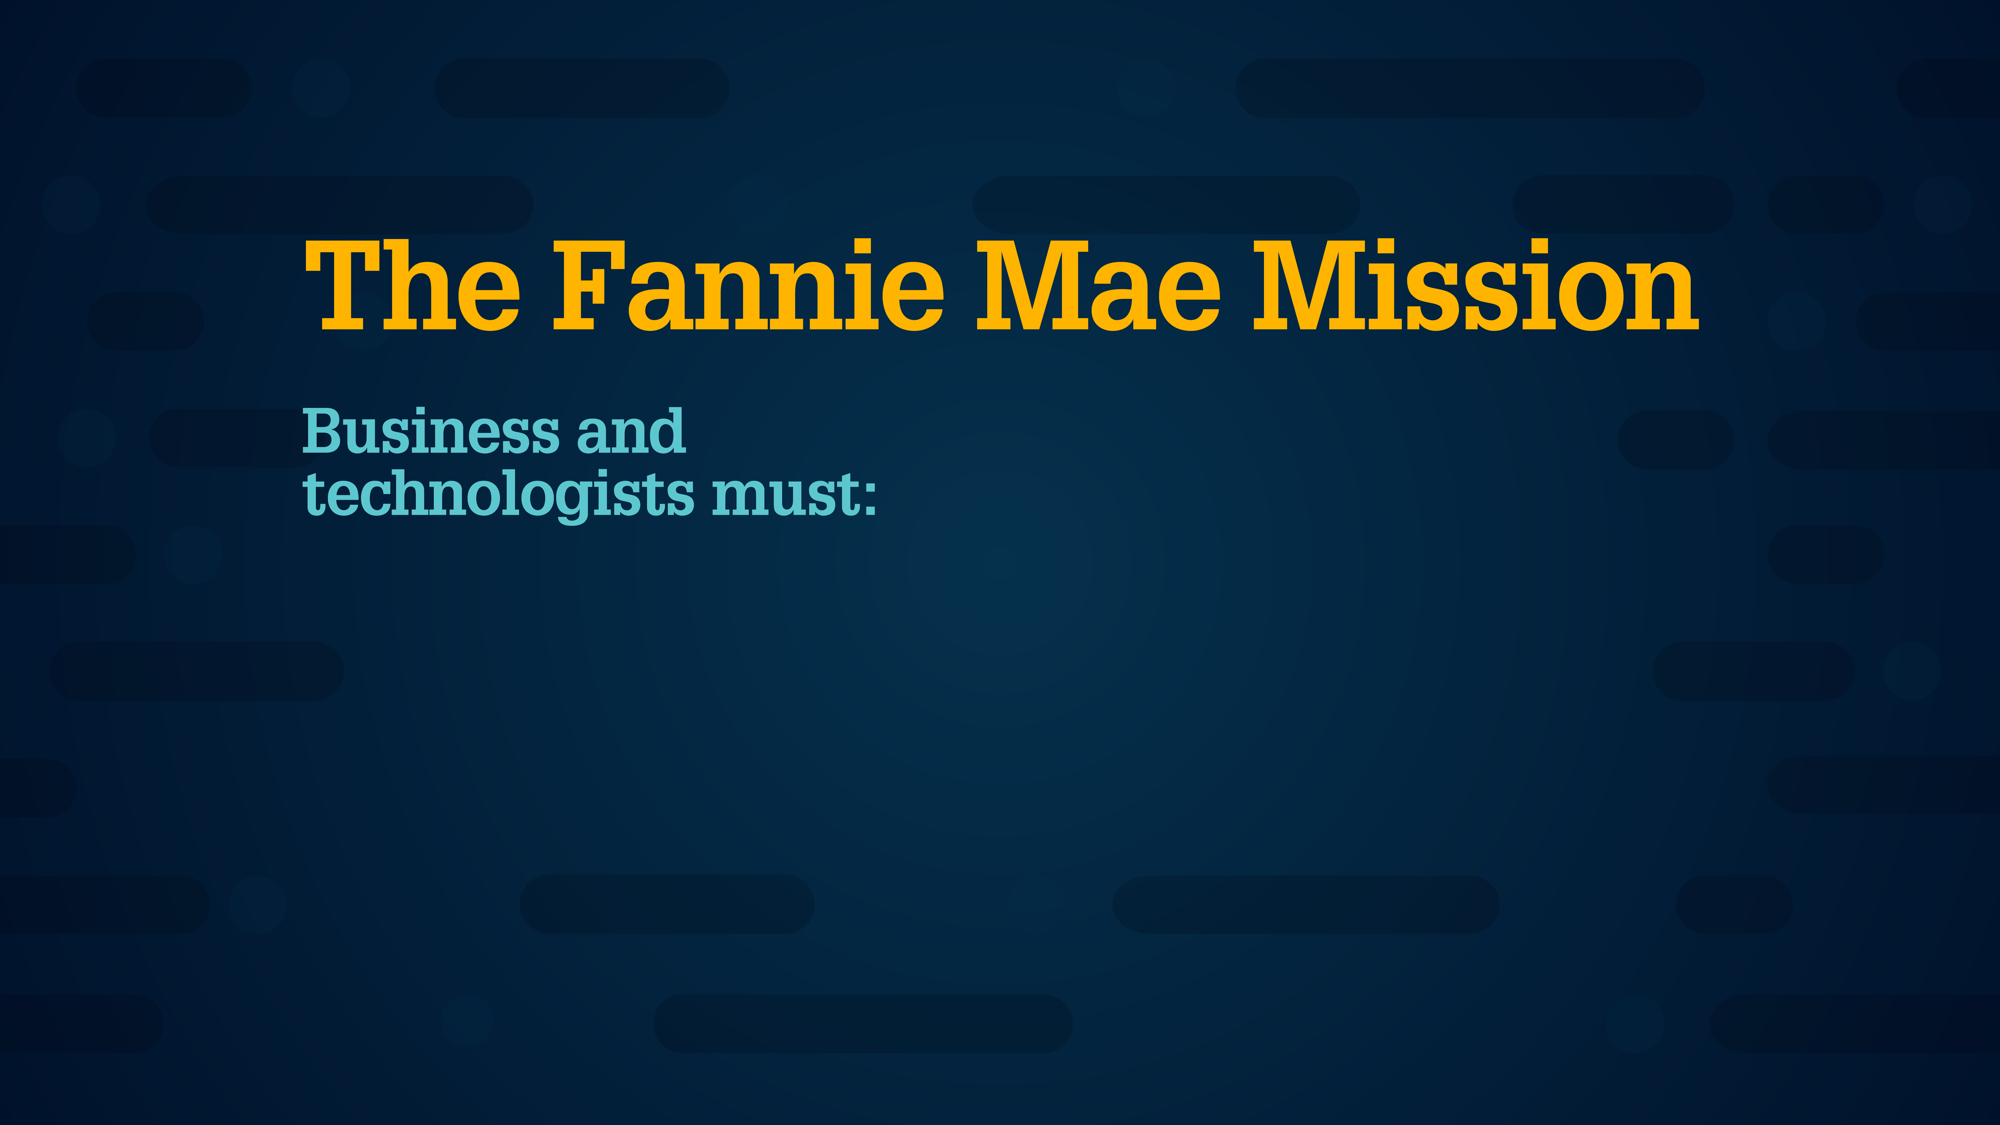 The Fannie Mae Mission
Business and
technologists must: